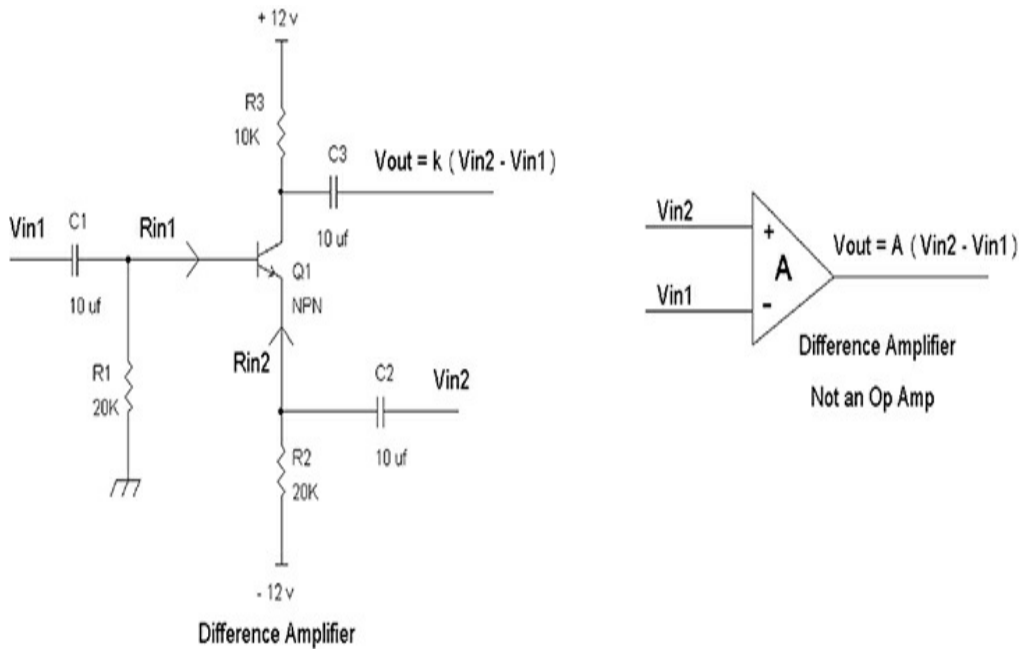 + 12 v
R3
10K
C3
Vout = k ( Vin2 - Vin1 )
10 uf
Vin1
C1
Rin1
10 uf
Q1
NPN
R1
20K
Rin2
C2
Vin2
10 uf
R2
20K
- 12 v
Difference Amplifier
Vin2
+
A
Vout = A ( Vin2 - Vin1 )
Vin1
-
Difference Amplifier
Not an Op Amp